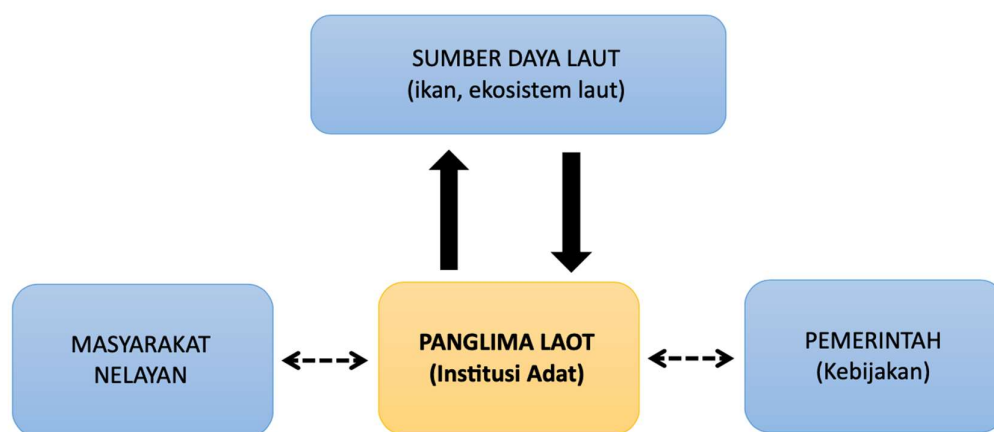 SUMBER DAYA LAUT
(ikan, ekosistem laut)
MASYARAKAT
NELAYAN
PANGLIMA LAOT
(Institusi Adat)
PEMERINTAH
(Kebijakan)